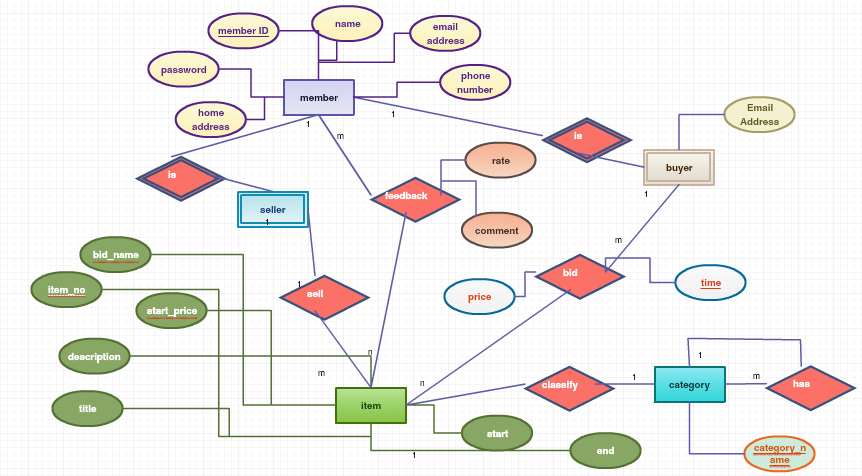 name
member ID
email
address
password
phone
number
member
home
address
1
1
m
Email
Address
is
is
rate
buyer
feedback
1
seller
1
comment
m
bid_name
bid
item_no
1
sell
price
time
start_price
n
description
1
m
n
classify
1
category
m
has
title
item
start
category_n
ame
end
1